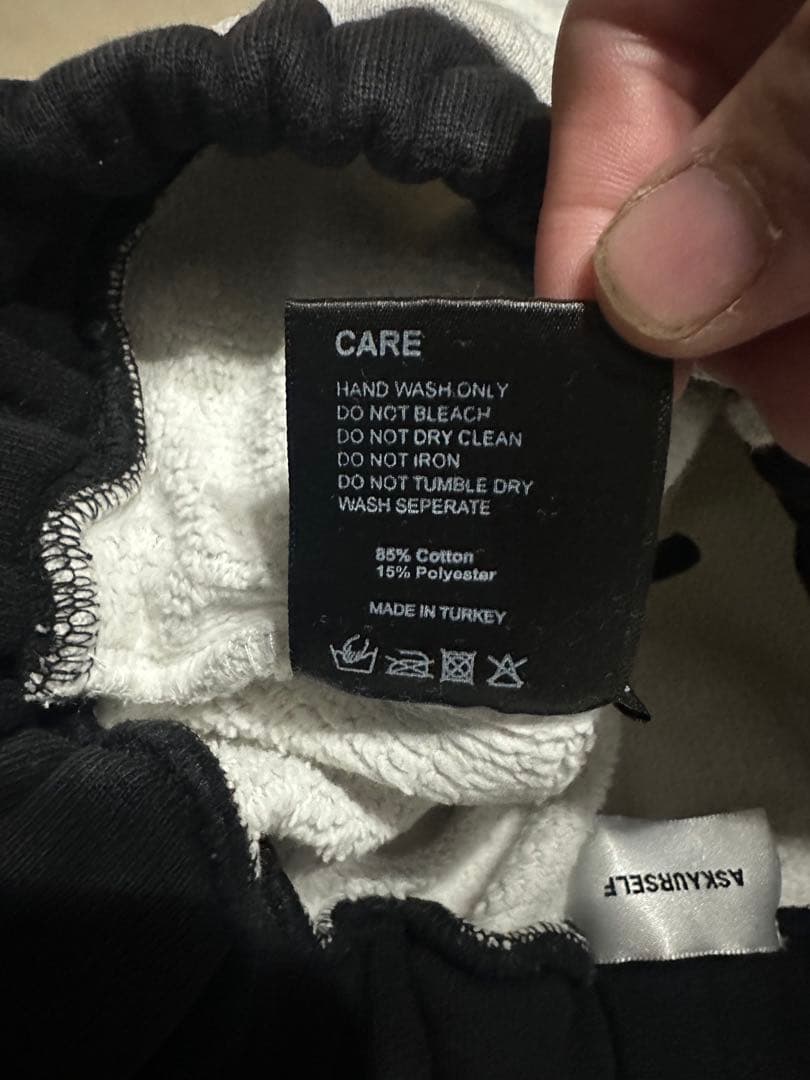 CARE
HAND WASH ONLY
DO NOT BLEACH
DO NOT DRY CLEAN
DO NOT IRON
DO NOT TUMBLE DRY
WASH SEPERATE
85% Cotton
15% Polyester
MADE IN TURKEY
ASKYURSELF